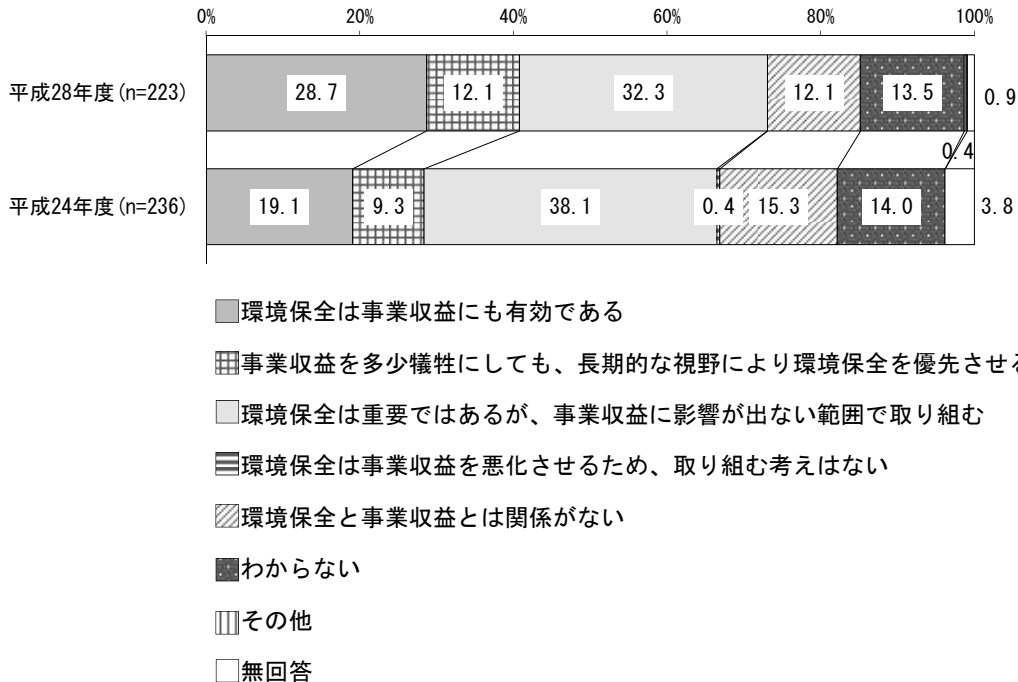 0% 20% 40% 60% 80% 100%
平成28年度(n=223) 28.7 12.1 32.3 12.1 13.5 0.9
0.4
平成24年度(n=236) 19.1 9.3 38.1 0.4 15.3 14.0 3.8
環境保全は事業収益にも有効である
事業収益を多少犠牲にしても、長期的な視野により環境保全を優先させる
環境保全は重要ではあるが、事業収益に影響が出ない範囲で取り組む
環境保全は事業収益を悪化させるため、取り組む考えはない
環境保全と事業収益とは関係がない
わからない
その他
無回答